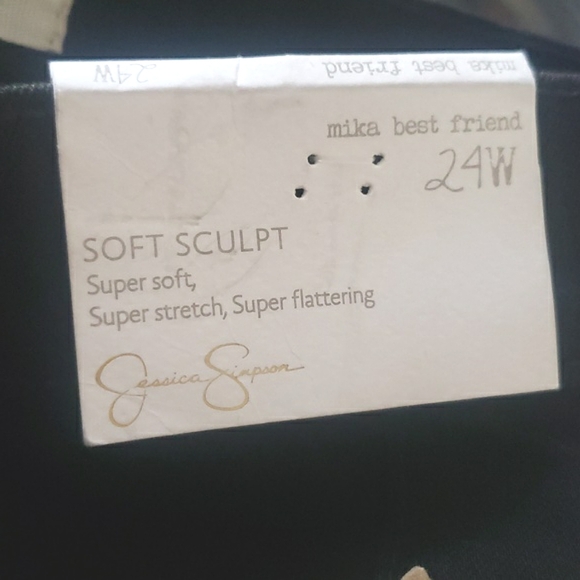 24W mika best friend
mika best friend
24W
SOFT SCULPT
Super soft,
Super stretch, Super flattering
Jessica Simpson